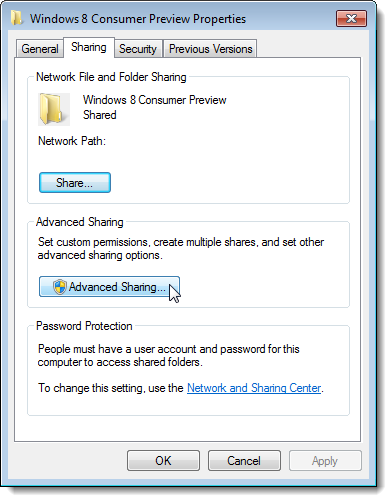 Windows 8 Consumer Preview Properties
General Sharing Security Previous Versions
Network File and Folder Sharing
Windows 8 Consumer Preview
Shared
Network Path:
Share...
Advanced Sharing
Set custom permissions, create multiple shares, and set other
advanced sharing options.
Advanced Sharing...
Password Protection
People must have a user account and password for this
computer to access shared folders.
To change this setting, use the Network and Sharing Center.
OK Cancel Apply